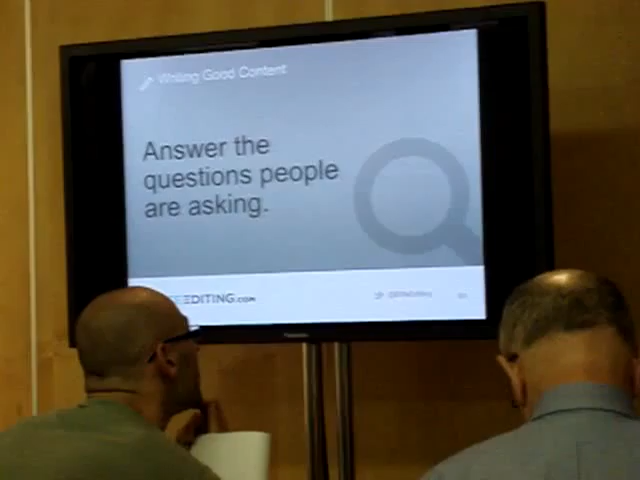 Writing Good Content
Answer the
questions people
are asking.
EDITING.com